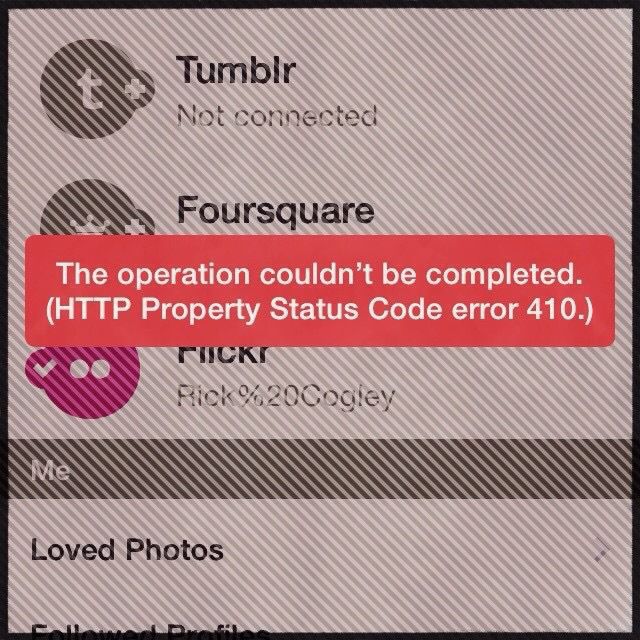 Tumblr
Not connected
Foursquare
The operation couldn't be completed.
(HTTP Property Status Code error 410.)
Flickr
Rick%20Cogley
Me
Loved Photos
Followed Profiles